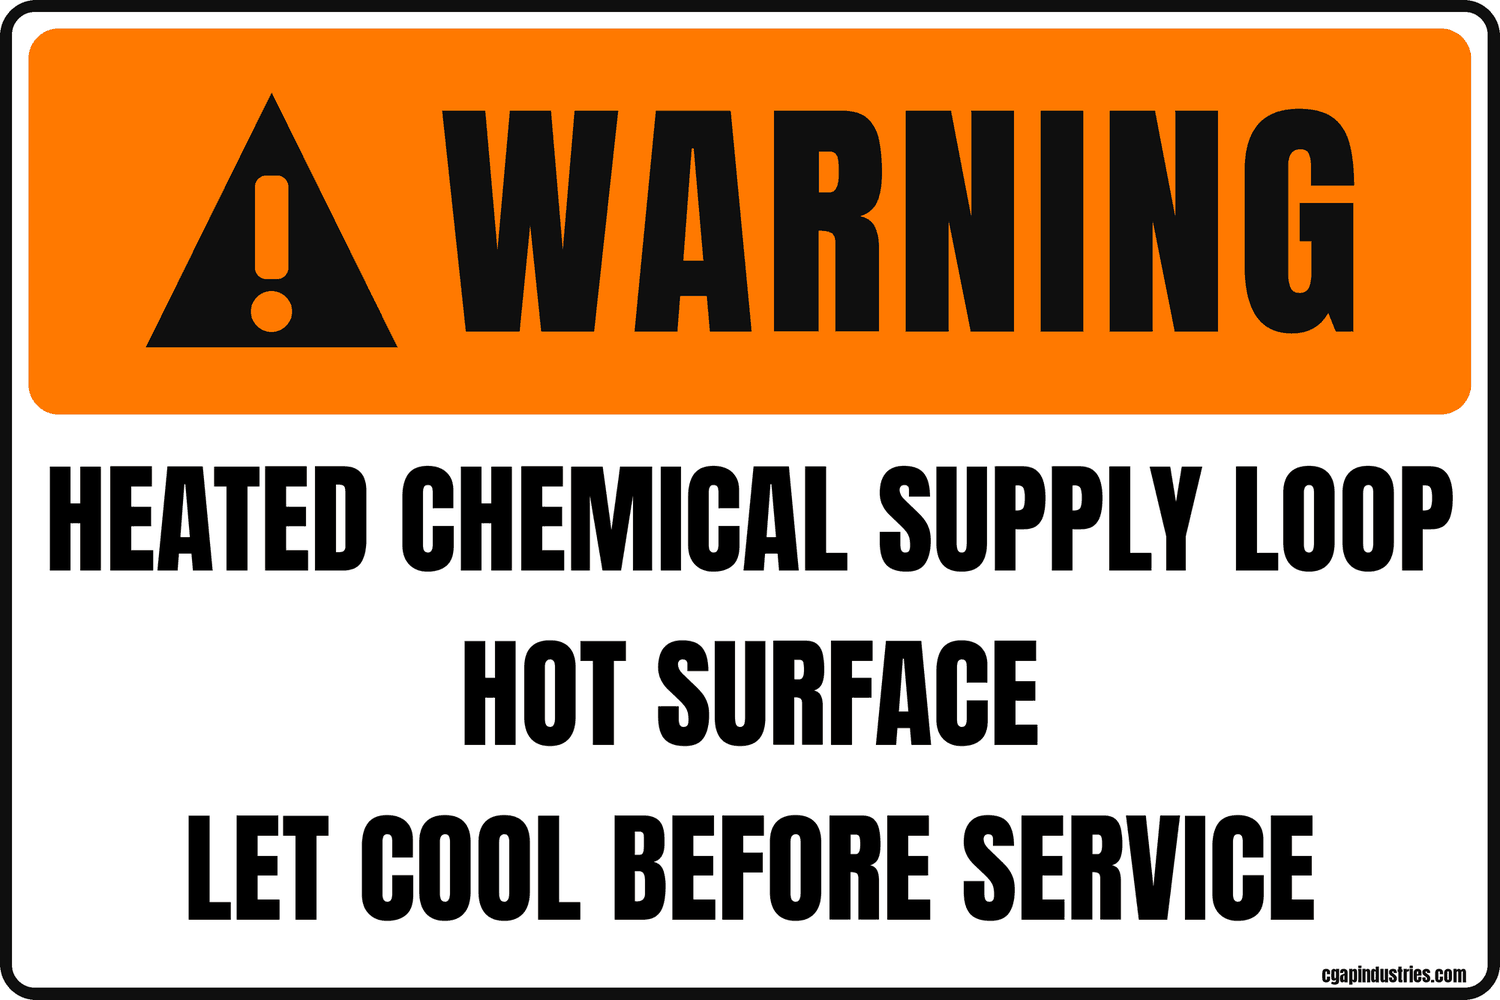 WARNING
HEATED CHEMICAL SUPPLY LOOP
HOT SURFACE
LET COOL BEFORE SERVICE
cgapindustries.com